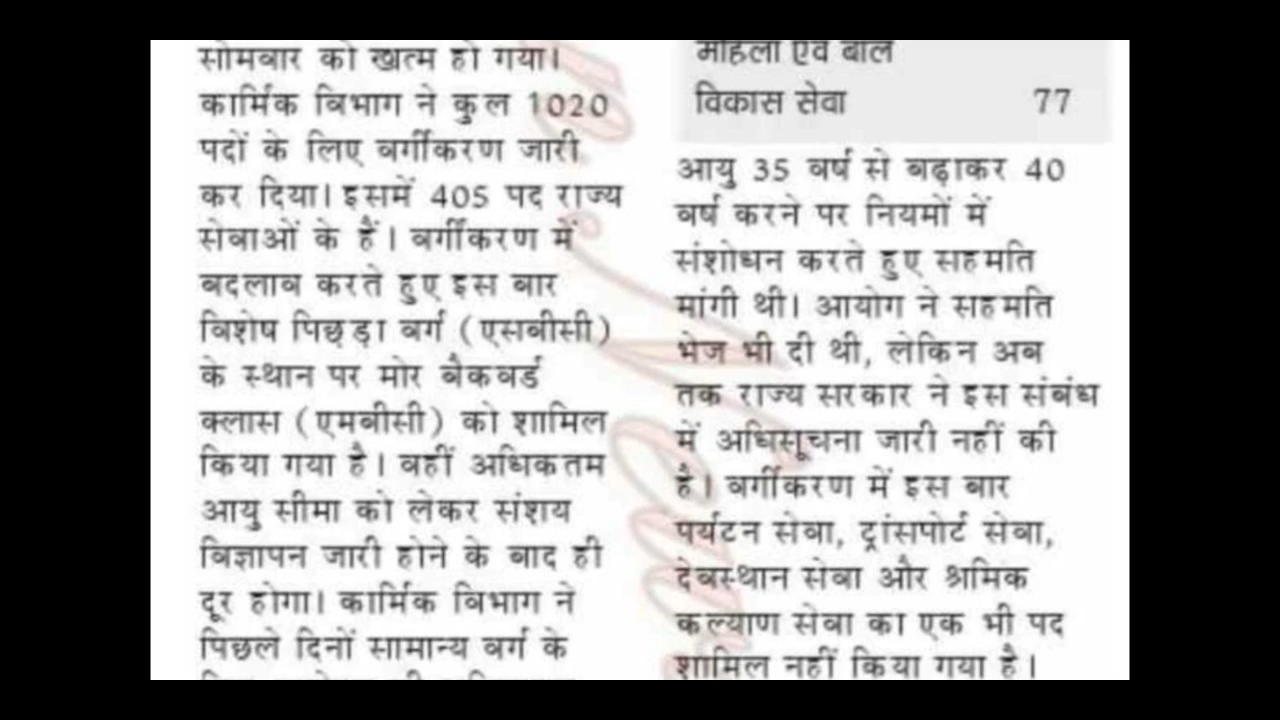 सोमवार को खत्म हो गया।
कार्मिक विभाग ने कुल 1020
पदों के लिए वर्गीकरण जारी
कर दिया। इसमें 405 पद राज्य
सेवाओं के हैं। वर्गीकरण में
बदलाव करते हुए इस बार
विशेष पिछड़ा वर्ग (एसबीसी)
के स्थान पर मोर बैकवर्ड
क्लास (एमबीसी) को शामिल
किया गया है। वहीं अधिकतम
आयु सीमा को लेकर संशय
विज्ञापन जारी होने के बाद ही
दूर होगा। कार्मिक विभाग ने
पिछले दिनों सामान्य वर्ग के
महिला एवं बाल
विकास सेवा 77
आयु 35 वर्ष से बढ़ाकर 40
वर्ष करने पर नियमों में
संशोधन करते हुए सहमति
मांगी थी। आयोग ने सहमति
भेज भी दी थी, लेकिन अब
तक राज्य सरकार ने इस संबंध
में अधिसूचना जारी नहीं की
है। वर्गीकरण में इस बार
पर्यटन सेवा, ट्रांसपोर्ट सेवा,
देवस्थान सेवा और श्रमिक
कल्याण सेवा का एक भी पद
शामिल नहीं किया गया है।